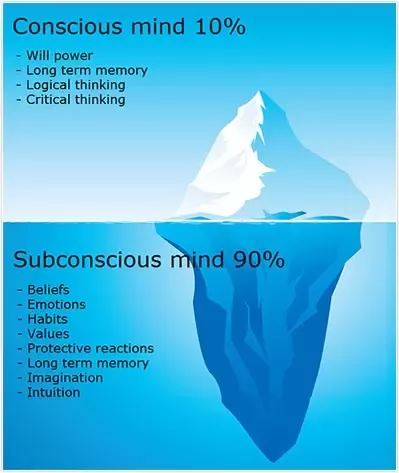 Conscious mind 10%
- Will power
- Long term memory
- Logical thinking
- Critical thinking
Subconscious mind 90%
- Beliefs
- Emotions
- Habits
- Values
- Protective reactions
- Long term memory
- Imagination
- Intuition